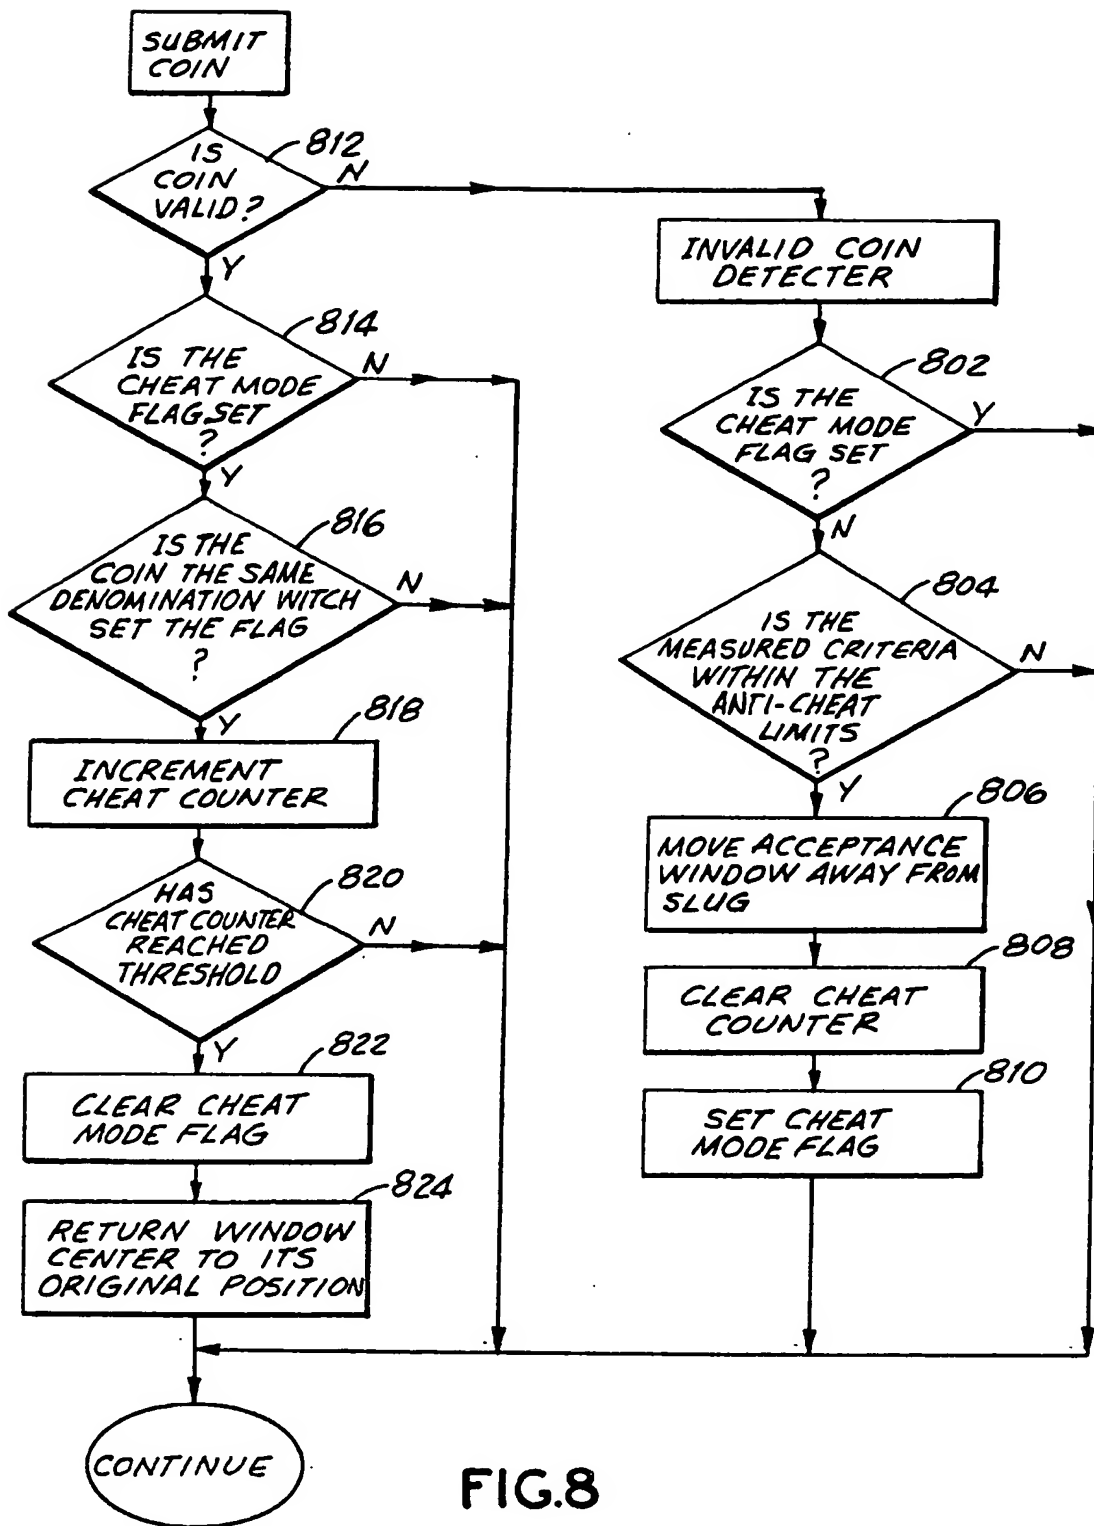 SUBMIT
COIN
812
IS
COIN
VALID?
N
Y
INVALID COIN
DETECTER
814
IS THE
CHEAT MODE
FLAG SET
?
N
Y
802
IS THE
CHEAT MODE
FLAG SET
?
Y
N
816
IS THE
COIN THE SAME
DENOMINATION WITCH
SET THE FLAG
?
N
Y
804
IS THE
MEASURED CRITERIA
WITHIN THE
ANTI-CHEAT
LIMITS
?
N
Y
818
INCREMENT
CHEAT COUNTER
806
MOVE ACCEPTANCE
WINDOW AWAY FROM
SLUG
820
HAS
CHEAT COUNTER
REACHED
THRESHOLD
N
Y
808
CLEAR CHEAT
COUNTER
822
CLEAR CHEAT
MODE FLAG
810
SET CHEAT
MODE FLAG
824
RETURN WINDOW
CENTER TO ITS
ORIGINAL POSITION
CONTINUE
FIG.8